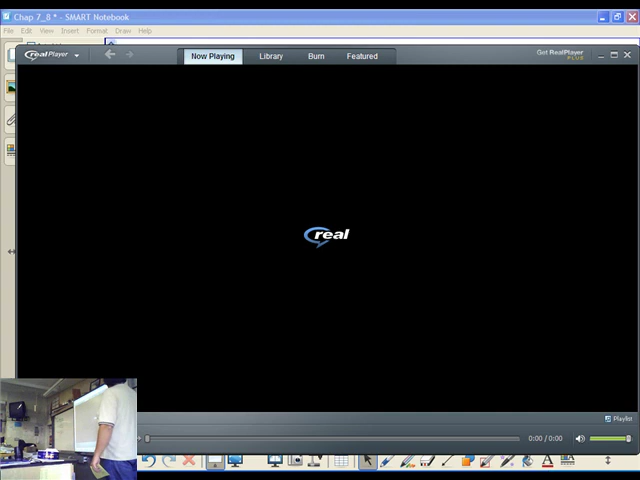 Chap 7_8 * - SMART Notebook
File Edit View Insert Format Draw
realPlayer
Now Playing Library Burn Featured
Get RealPlayer
PLUS
real
Playlist
0:00 / 0:00
A